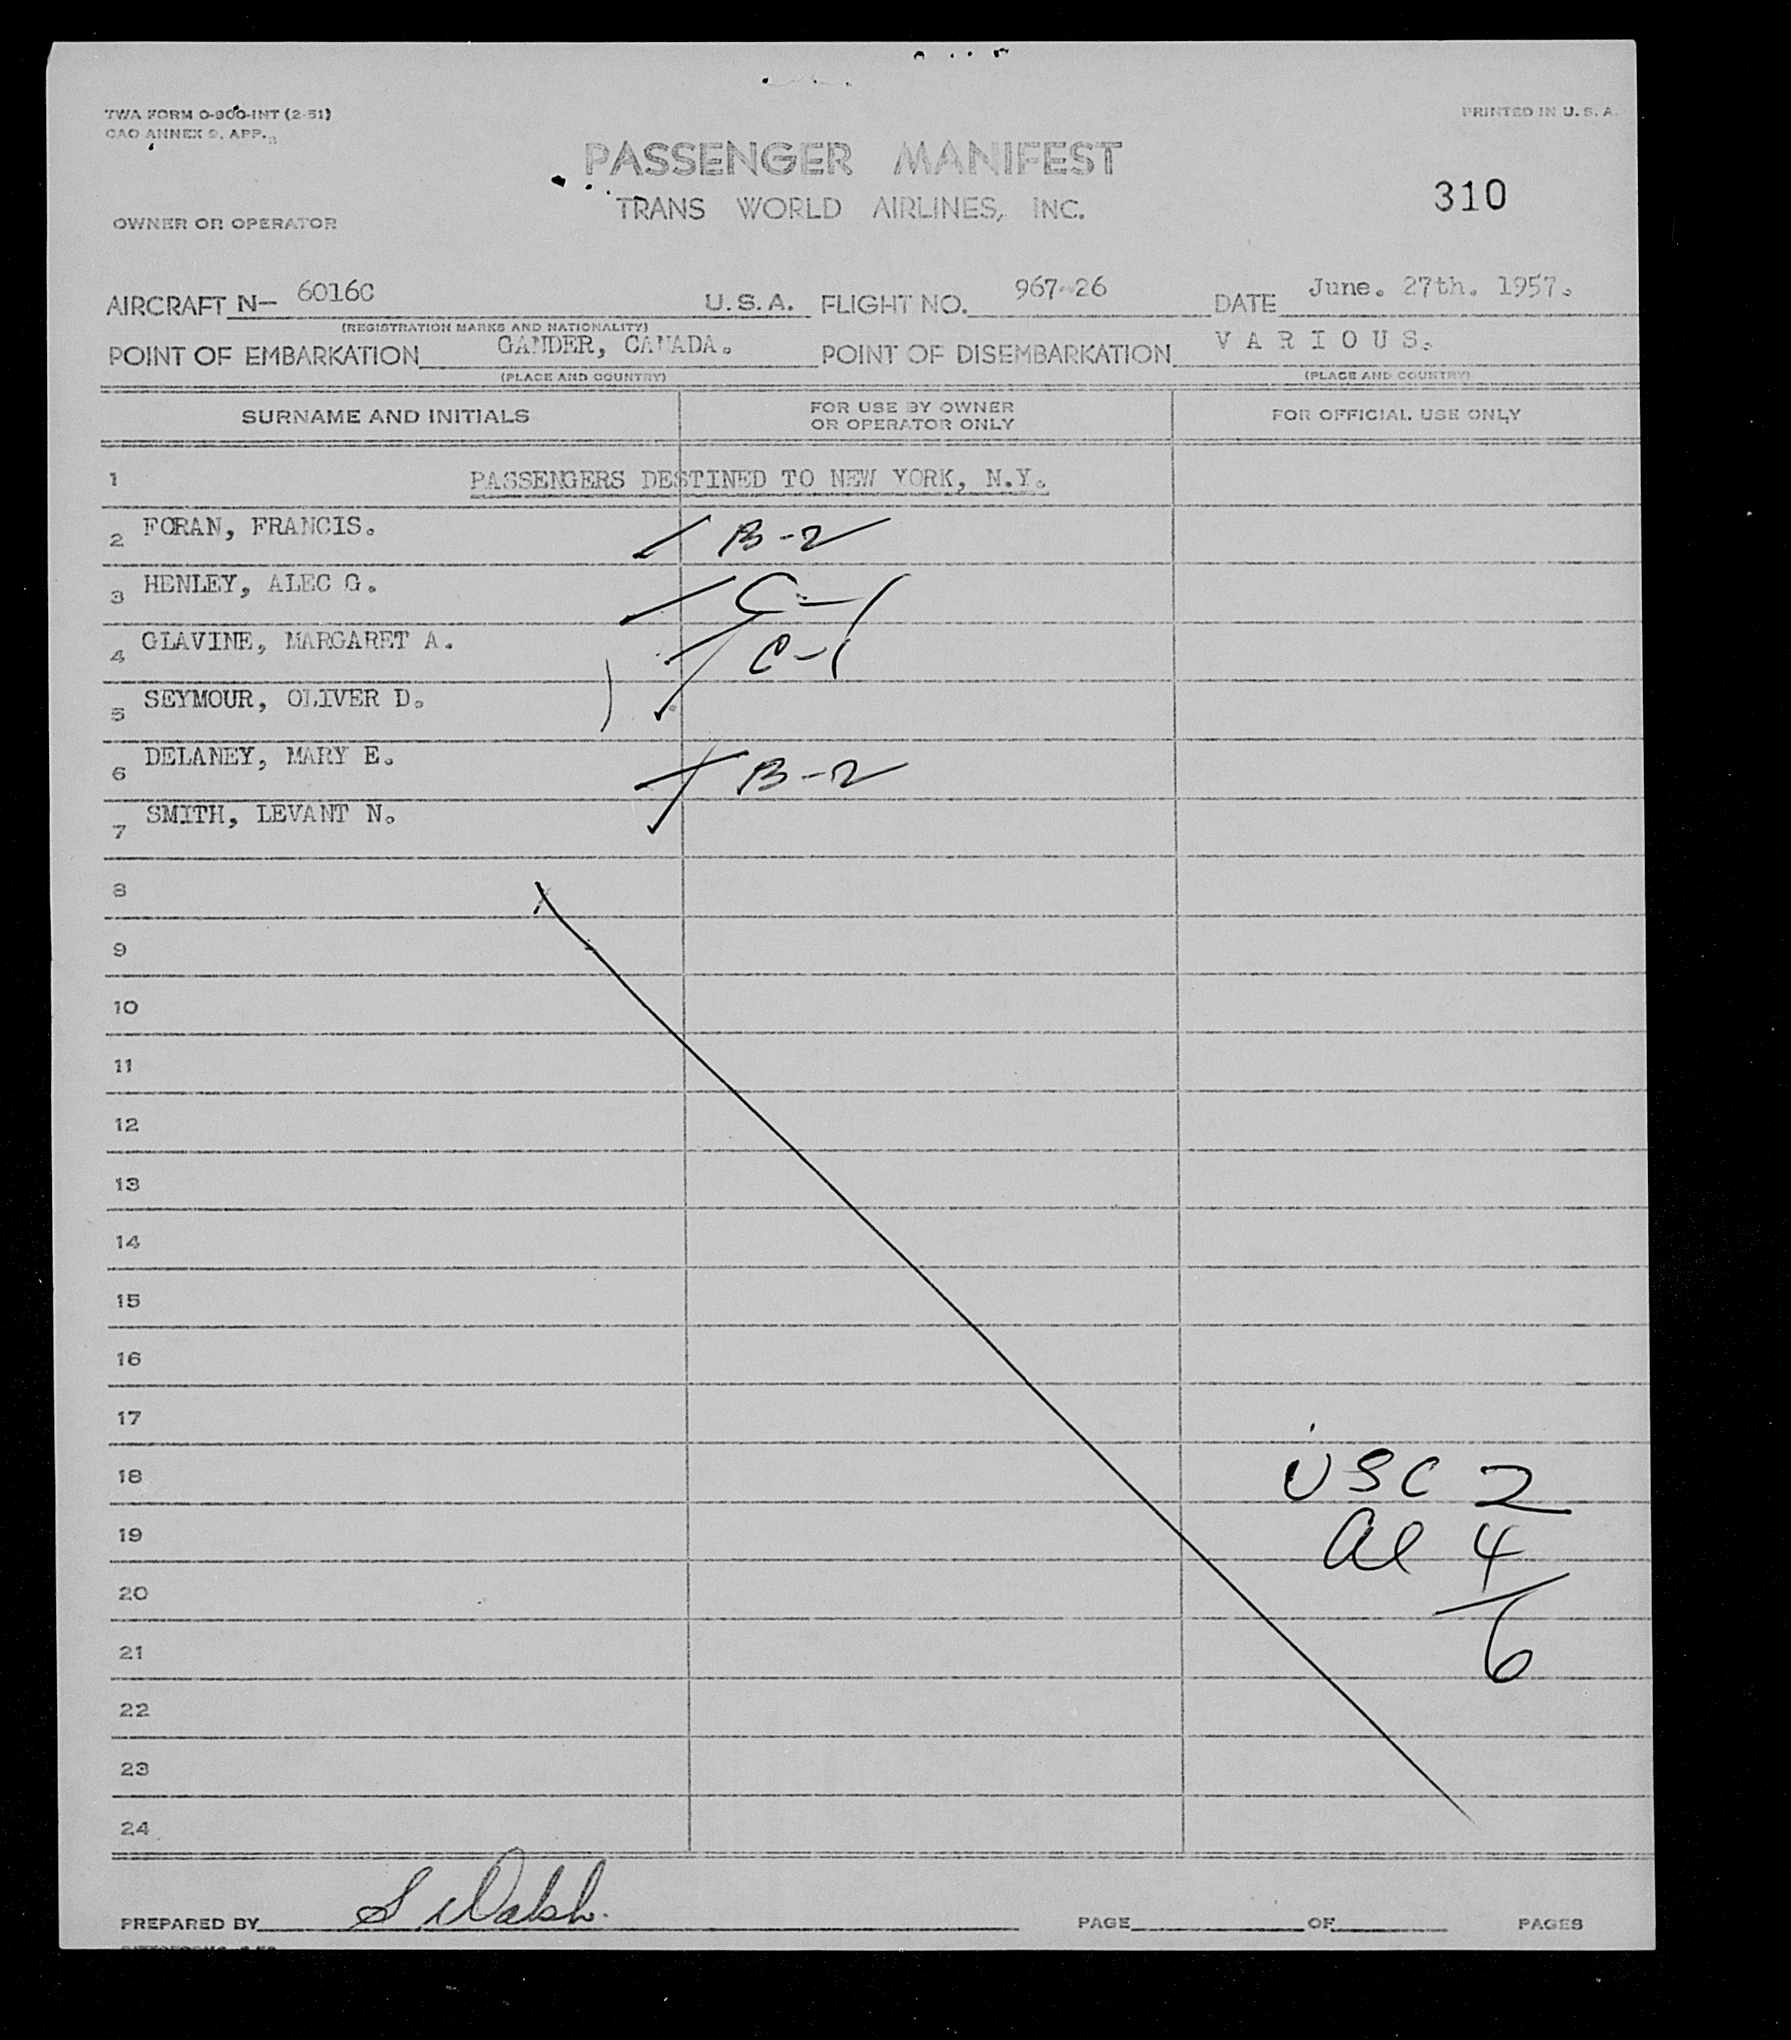 TWA FORM O-900-INT (2-51)
PRINTED IN U. S. A.
CAO ANNEX 9, APP.
PASSENGER MANIFEST
310
TRANS WORLD AIRLINES, INC.
OWNER OR OPERATOR
AIRCRAFT N- 6016C U. S. A. FLIGHT NO. 967-26 DATE June. 27th. 1957.
(REGISTRATION MARKS AND NATIONALITY)
POINT OF EMBARKATION GANDER, CANADA. POINT OF DISEMBARKATION V A R I O U S.
(PLACE AND COUNTRY) (PLACE AND COUNTRY)
SURNAME AND INITIALS FOR USE BY OWNER OR OPERATOR ONLY FOR OFFICIAL USE ONLY
1 PASSENGERS DESTINED TO NEW YORK, N.Y.
2 FORAN, FRANCIS. B-2
3 HENLEY, ALEC G. C-1
4 GLAVINE, MARGARET A. C-1
5 SEYMOUR, OLIVER D.
6 DELANEY, MARY E. B-2
7 SMITH, LEVANT N.
8
9
10
11
12
13
14
15
16
17
18 USC 2
19 al 4
20
21 6
22
23
24
PREPARED BY S Walsh. PAGE OF PAGES